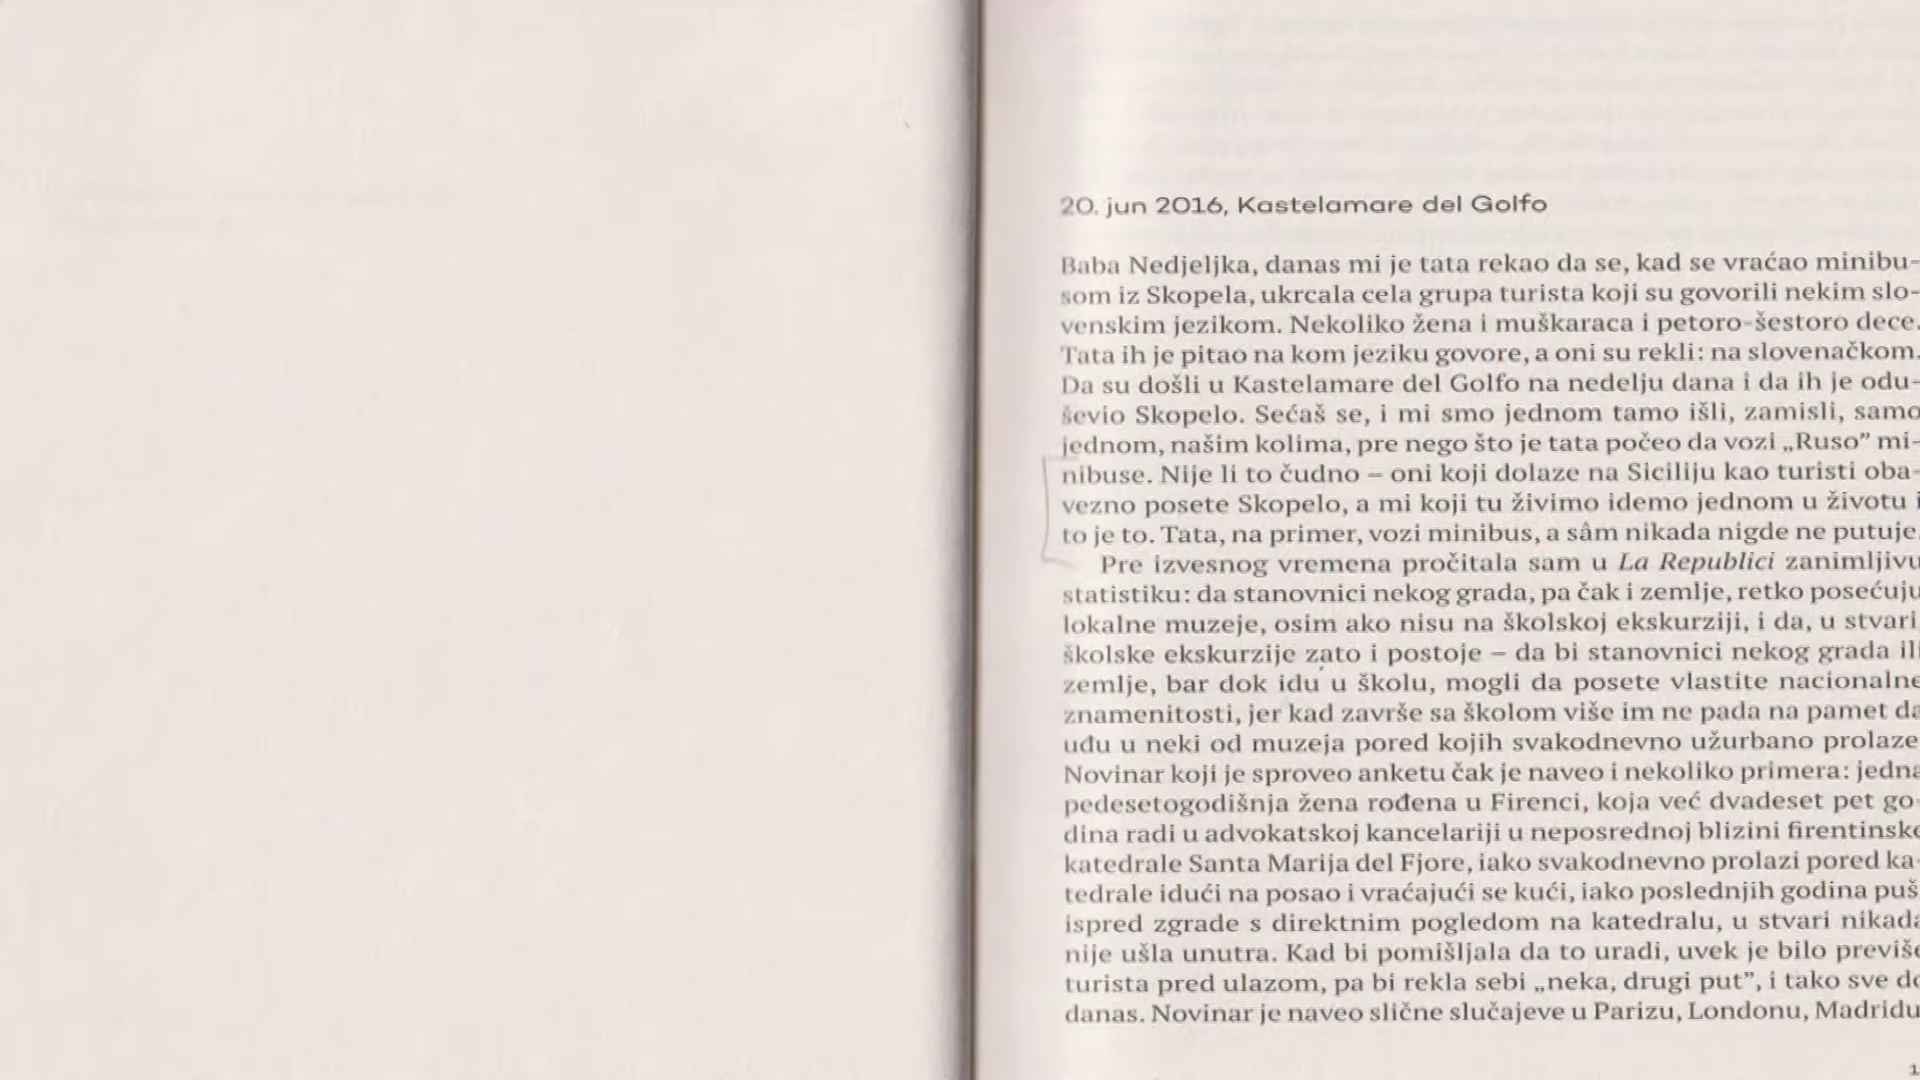 20. jun 2016, Kastelamare del Golfo
Baba Nedjeljka, danas mi je tata rekao da se, kad se vraćao minibu-
som iz Skopela, ukrcala cela grupa turista koji su govorili nekim slo-
venskim jezikom. Nekoliko žena i muškaraca i petoro-šestoro dece.
Tata ih je pitao na kom jeziku govore, a oni su rekli: na slovenačkom.
Da su došli u Kastelamare del Golfo na nedelju dana i da ih je odu-
ševio Skopelo. Sećaš se, i mi smo jednom tamo išli, zamisli, samo
jednom, našim kolima, pre nego što je tata počeo da vozi „Ruso” mi-
nibuse. Nije li to čudno – oni koji dolaze na Siciliju kao turisti oba-
vezno posete Skopelo, a mi koji tu živimo idemo jednom u životu i
to je to. Tata, na primer, vozi minibus, a sâm nikada nigde ne putuje.
Pre izvesnog vremena pročitala sam u La Republici zanimljivu
statistiku: da stanovnici nekog grada, pa čak i zemlje, retko posećuju
lokalne muzeje, osim ako nisu na školskoj ekskurziji, i da, u stvari,
školske ekskurzije zato i postoje – da bi stanovnici nekog grada ili
zemlje, bar dok idu u školu, mogli da posete vlastite nacionalne
znamenitosti, jer kad završe sa školom više im ne pada na pamet da
uđu u neki od muzeja pored kojih svakodnevno užurbano prolaze.
Novinar koji je sproveo anketu čak je naveo i nekoliko primera: jedna
pedesetogodišnja žena rođena u Firenci, koja već dvadeset pet go-
dina radi u advokatskoj kancelariji u neposrednoj blizini firentinske
katedrale Santa Marija del Fjore, iako svakodnevno prolazi pored ka-
tedrale idući na posao i vraćajući se kući, iako poslednjih godina puši
ispred zgrade s direktnim pogledom na katedralu, u stvari nikada
nije ušla unutra. Kad bi pomišljala da to uradi, uvek je bilo previše
turista pred ulazom, pa bi rekla sebi „neka, drugi put”, i tako sve do
danas. Novinar je naveo slične slučajeve u Parizu, Londonu, Madridu